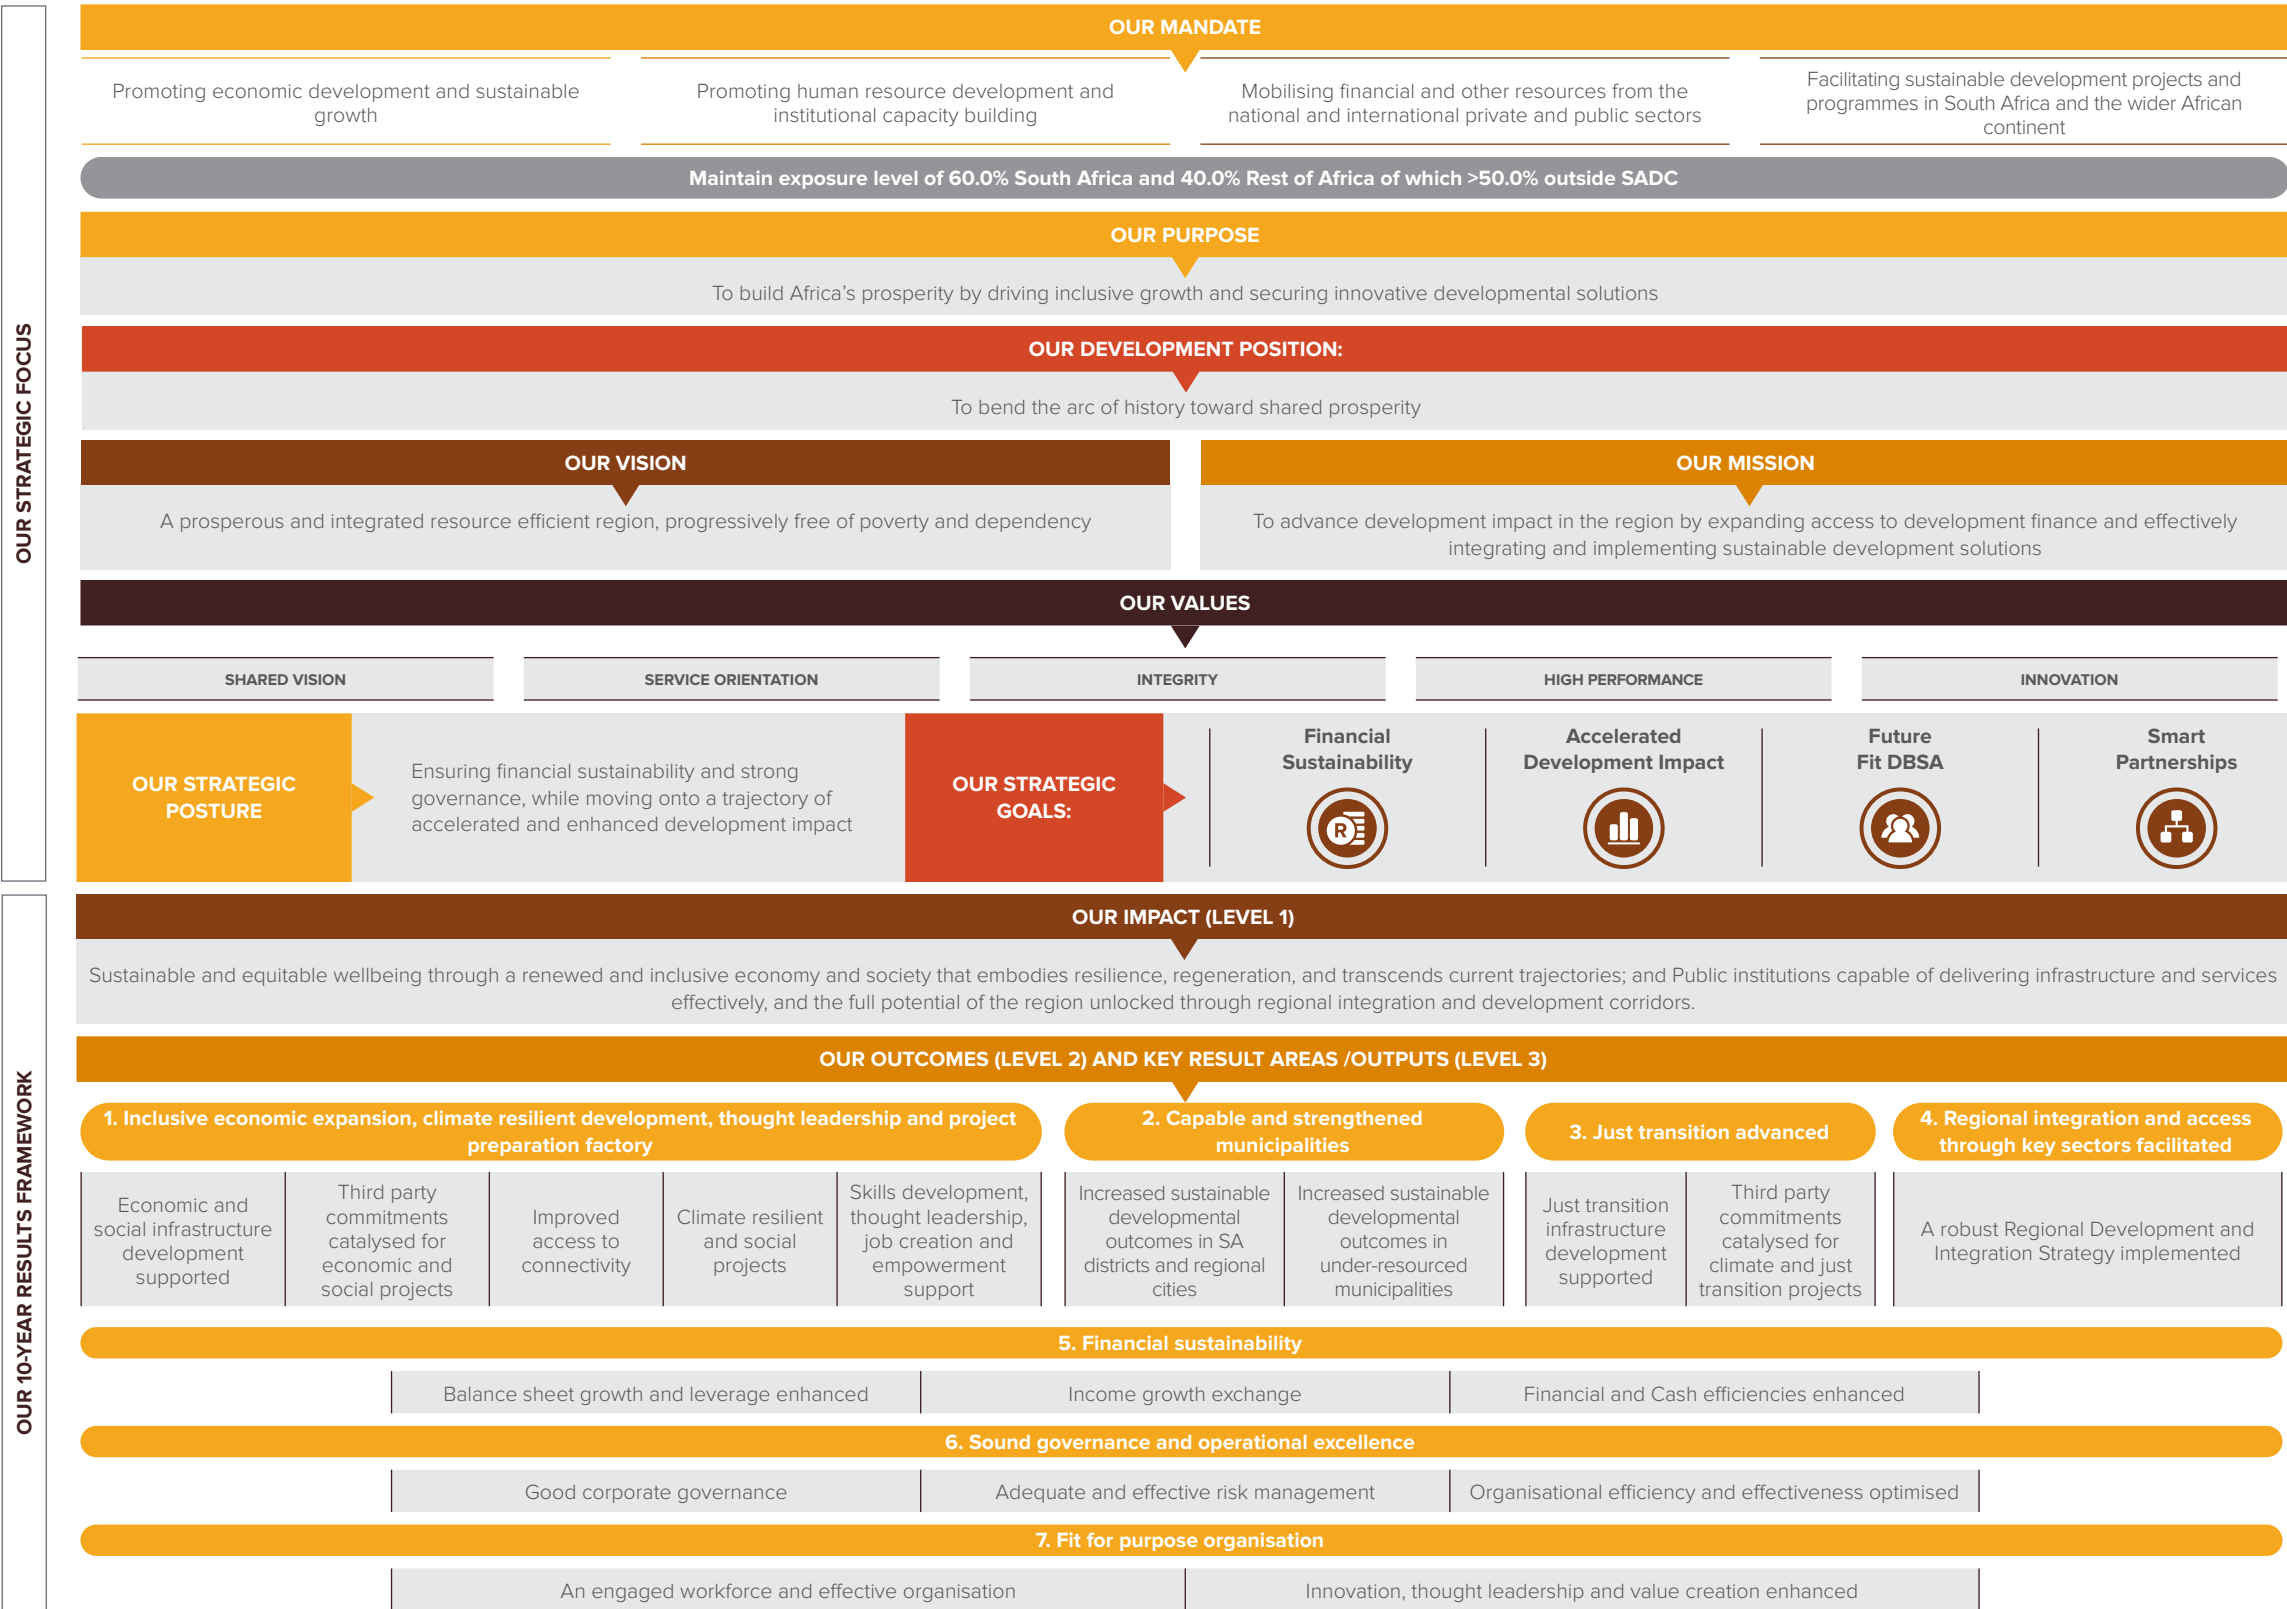 OUR STRATEGIC FOCUS
OUR MANDATE
Promoting economic development and sustainable
growth
Promoting human resource development and
institutional capacity building
Mobilising financial and other resources from the
national and international private and public sectors
Facilitating sustainable development projects and
programmes in South Africa and the wider African
continent
Maintain exposure level of 60.0% South Africa and 40.0% Rest of Africa of which >50.0% outside SADC
OUR PURPOSE
To build Africa's prosperity by driving inclusive growth and securing innovative developmental solutions
OUR DEVELOPMENT POSITION:
To bend the arc of history toward shared prosperity
OUR VISION
A prosperous and integrated resource efficient region, progressively free of poverty and dependency
OUR MISSION
To advance development impact in the region by expanding access to development finance and effectively
integrating and implementing sustainable development solutions
OUR VALUES
SHARED VISION
SERVICE ORIENTATION
INTEGRITY
HIGH PERFORMANCE
INNOVATION
OUR STRATEGIC
POSTURE
Ensuring financial sustainability and strong
governance, while moving onto a trajectory of
accelerated and enhanced development impact
OUR STRATEGIC
GOALS:
Financial
Sustainability
R
Accelerated
Development Impact
Future
Fit DBSA
Smart
Partnerships
OUR 10-YEAR RESULTS FRAMEWORK
OUR IMPACT (LEVEL 1)
Sustainable and equitable wellbeing through a renewed and inclusive economy and society that embodies resilience, regeneration, and transcends current trajectories; and Public institutions capable of delivering infrastructure and services
effectively, and the full potential of the region unlocked through regional integration and development corridors.
OUR OUTCOMES (LEVEL 2) AND KEY RESULT AREAS /OUTPUTS (LEVEL 3)
1. Inclusive economic expansion, climate resilient development, thought leadership and project
preparation factory
Economic and
social infrastructure
development
supported
Third party
commitments
catalysed for
economic and
social projects
Improved
access to
connectivity
Climate resilient
and social
projects
Skills development,
thought leadership,
job creation and
empowerment
support
2. Capable and strengthened
municipalities
Increased sustainable
developmental
outcomes in SA
districts and regional
cities
Increased sustainable
developmental
outcomes in
under-resourced
municipalities
3. Just transition advanced
Just transition
infrastructure
development
supported
Third party
commitments
catalysed for
climate and just
transition projects
4. Regional integration and access
through key sectors facilitated
A robust Regional Development and
Integration Strategy implemented
5. Financial sustainability
Balance sheet growth and leverage enhanced
Income growth exchange
Financial and Cash efficiencies enhanced
6. Sound governance and operational excellence
Good corporate governance
Adequate and effective risk management
Organisational efficiency and effectiveness optimised
7. Fit for purpose organisation
An engaged workforce and effective organisation
Innovation, thought leadership and value creation enhanced